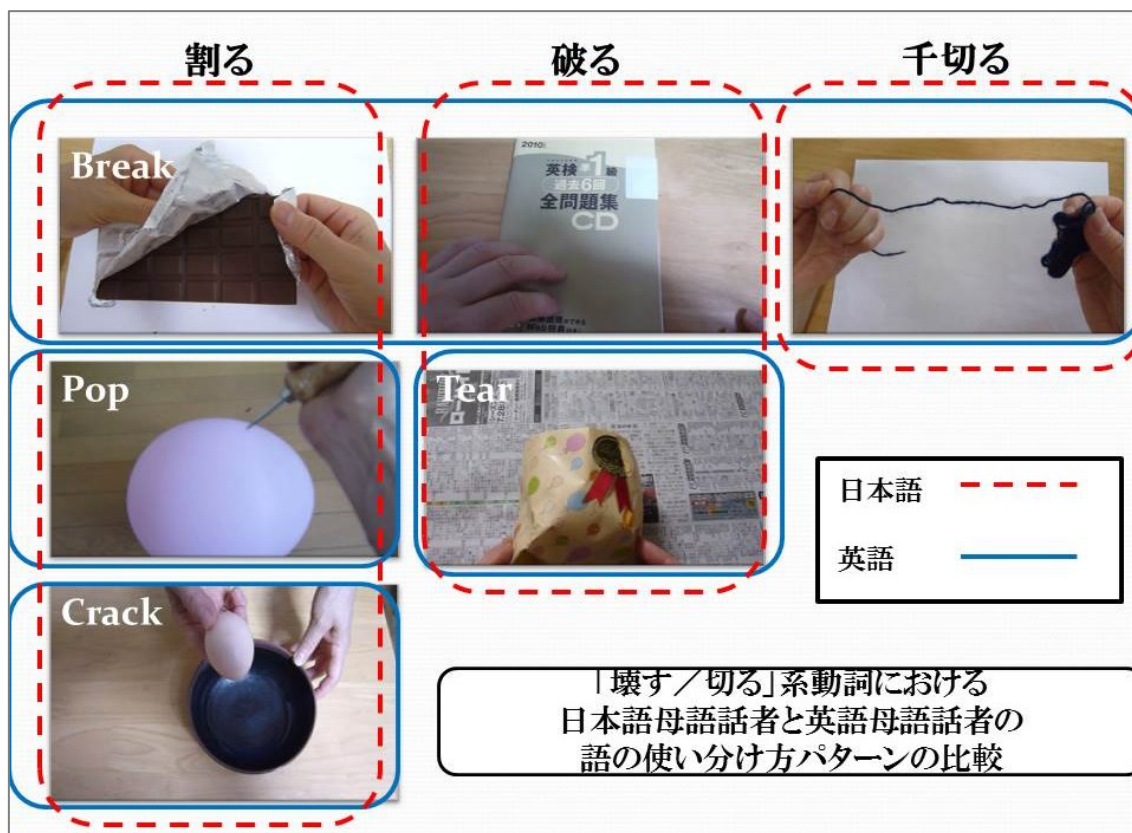 割る
破る
千切る
Break
2010
英検 準1級
過去6回
全問題集
CD
Pop
Tear
Crack
日本語
英語
「壊す／切る」系動詞における
日本語母語話者と英語母語話者の
語の使い分け方パターンの比較